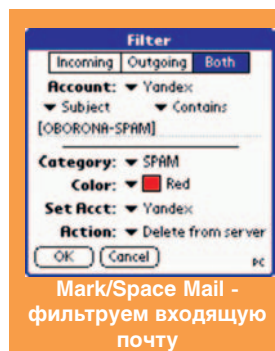 Filter
Incoming Outgoing Both
Account: Yandex
Subject Contains
[OBORONA-SPAM]
Category: SPAM
Color: Red
Set Acct: Yandex
Action: Delete from server
OK Cancel
Mark/Space Mail -
фильтруем входящую
почту